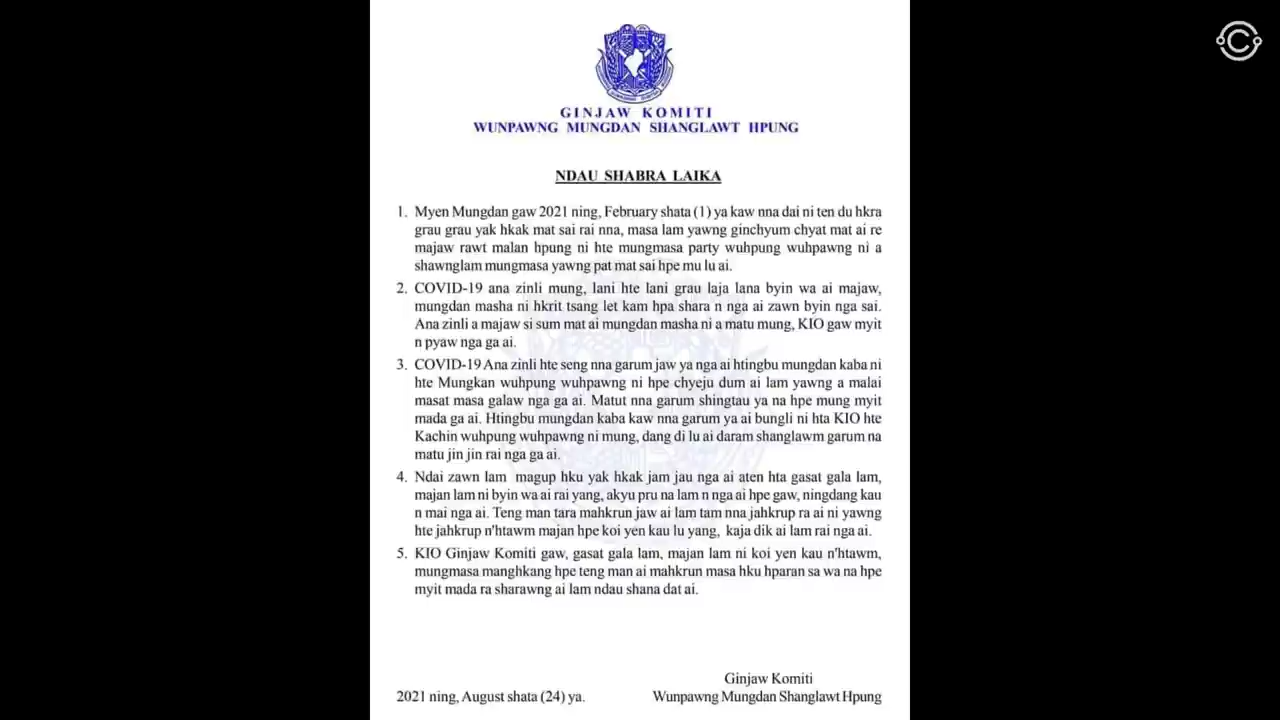 GINJAW KOMITI
WUNPAWNG MUNGDAN SHANGLAWT HPUNG
NDAU SHABRA LAIKA
1. Myen Mungdan gaw 2021 ning, February shata (1) ya kaw nna dai ni ten du hkra
grau grau yak hkak mat sai rai nna, masa lam yawng ginchyum chyat mat ai re
majaw rawt malan hpung ni hte mungmasa party wuhpung wuhpawng ni a
shawnglam mungmasa yawng pat mat sai hpe mu lu ai.
2. COVID-19 ana zinli mung, lani hte lani grau laja lana byin wa ai majaw,
mungdan masha ni hkrit tsang let kam hpa shara n nga ai zawn byin nga sai.
Ana zinli a majaw si sum mat ai mungdan masha ni a matu mung, KIO gaw myit
n pyaw nga ga ai.
3. COVID-19 Ana zinli hte seng nna garum jaw ya nga ai htingbu mungdan kaba ni
hte Mungkan wuhpung wuhpawng ni hpe chyeju dum ai lam yawng a malai
masat masa galaw nga ga ai. Matut nna garum shingtau ya na hpe mung myit
mada ga ai. Htingbu mungdan kaba kaw nna garum ya ai bungli ni hta KIO hte
Kachin wuhpung wuhpawng ni mung, dang di lu ai daram shanglawm garum na
matu jin jin rai nga ga ai.
4. Ndai zawn lam magup hku yak hkak jam jau nga ai aten hta gasat gala lam,
majan lam ni byin wa ai rai yang, akyu pru na lam n nga ai hpe gaw, ningdang kau
n mai nga ai. Teng man tara mahkrun jaw ai lam tam nna jahkrup ra ai ni yawng
hte jahkrup n'htawm majan hpe koi yen kau lu yang, kaja dik ai lam rai nga ai.
5. KIO Ginjaw Komiti gaw, gasat gala lam, majan lam ni koi yen kau n'htawm,
mungmasa manghkang hpe teng man ai mahkrun masa hku hparan sa wa na hpe
myit mada ra sharawng ai lam ndau shana dat ai.
Ginjaw Komiti
2021 ning, August shata (24) ya. Wunpawng Mungdan Shanglawt Hpung